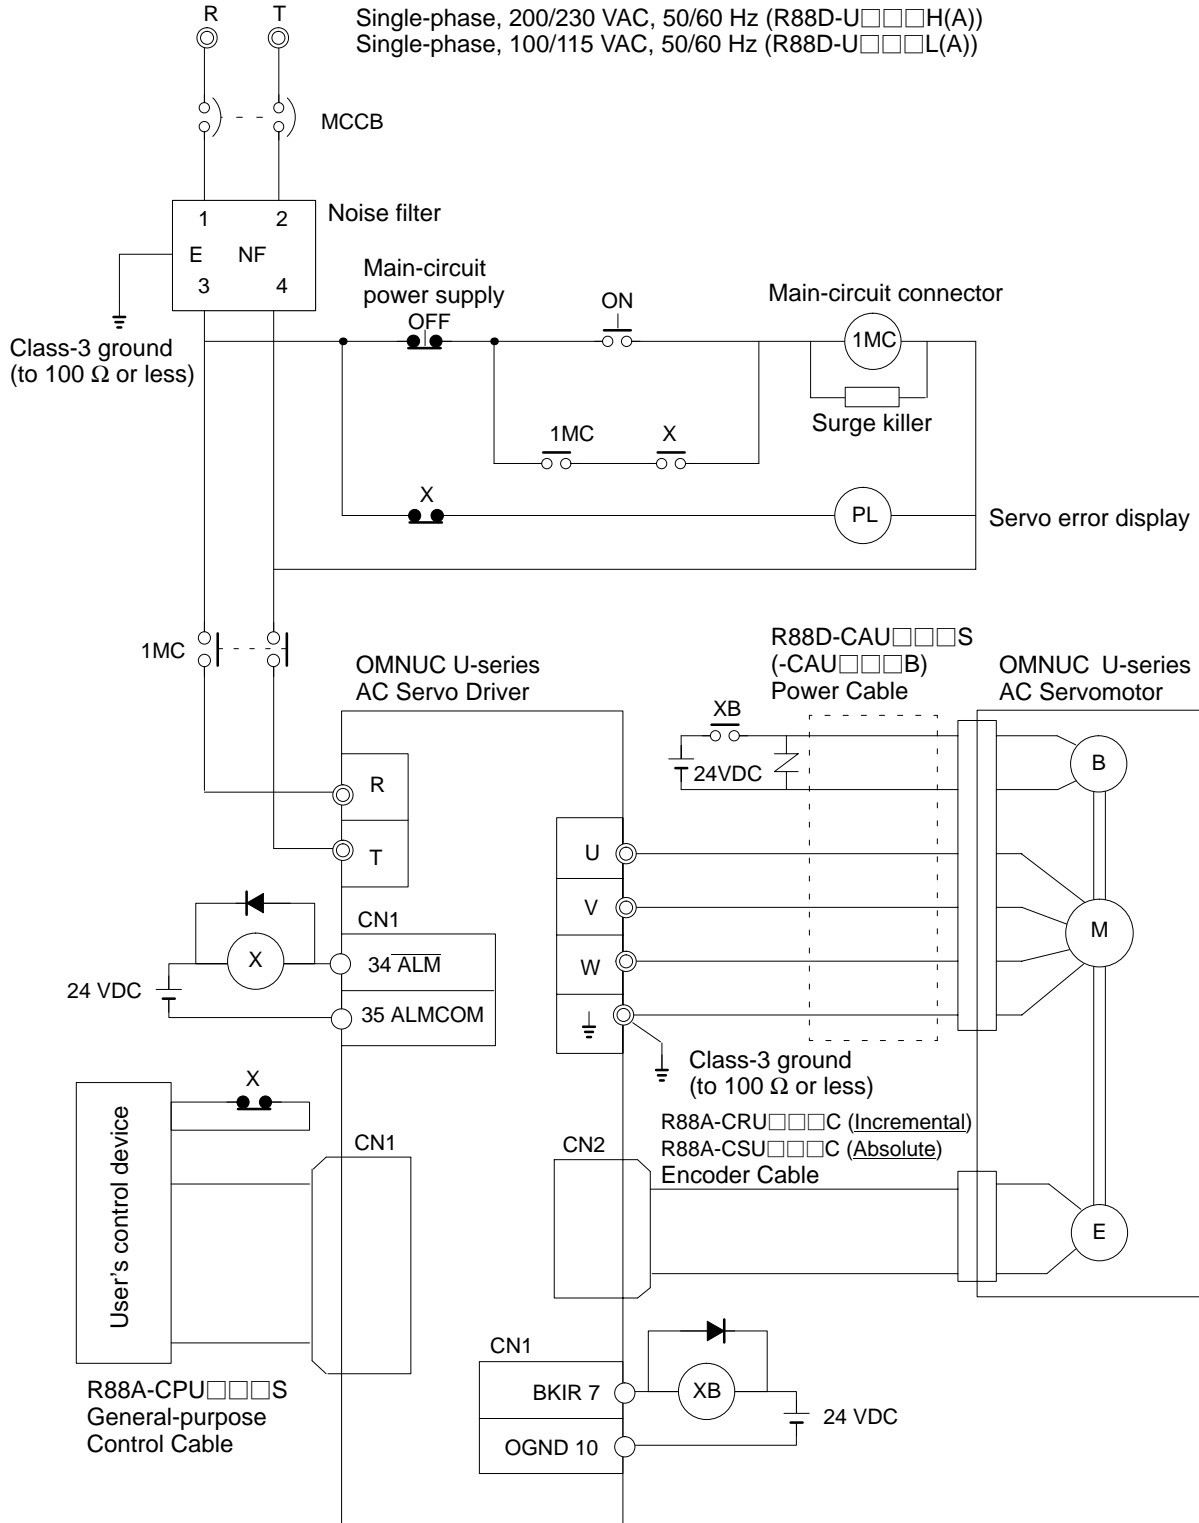 R T Single-phase, 200/230 VAC, 50/60 Hz (R88D-U□□□H(A))
Single-phase, 100/115 VAC, 50/60 Hz (R88D-U□□□L(A))
MCCB
1 2 Noise filter
E NF
3 4
Class-3 ground
(to 100 Ω or less)
Main-circuit
power supply
OFF
ON
Main-circuit connector
1MC
Surge killer
1MC X
X
PL
Servo error display
1MC
OMNUC U-series
AC Servo Driver
R88D-CAU□□□S
(-CAU□□□B)
Power Cable
OMNUC U-series
AC Servomotor
XB
24VDC
B
R
T
U
V
W
M
CN1
X
34 ALM
24 VDC
35 ALMCOM
Class-3 ground
(to 100 Ω or less)
X
User's control device
CN1
CN2
R88A-CRU□□□C (Incremental)
R88A-CSU□□□C (Absolute)
Encoder Cable
E
R88A-CPU□□□S
General-purpose
Control Cable
CN1
BKIR 7
XB
OGND 10
24 VDC